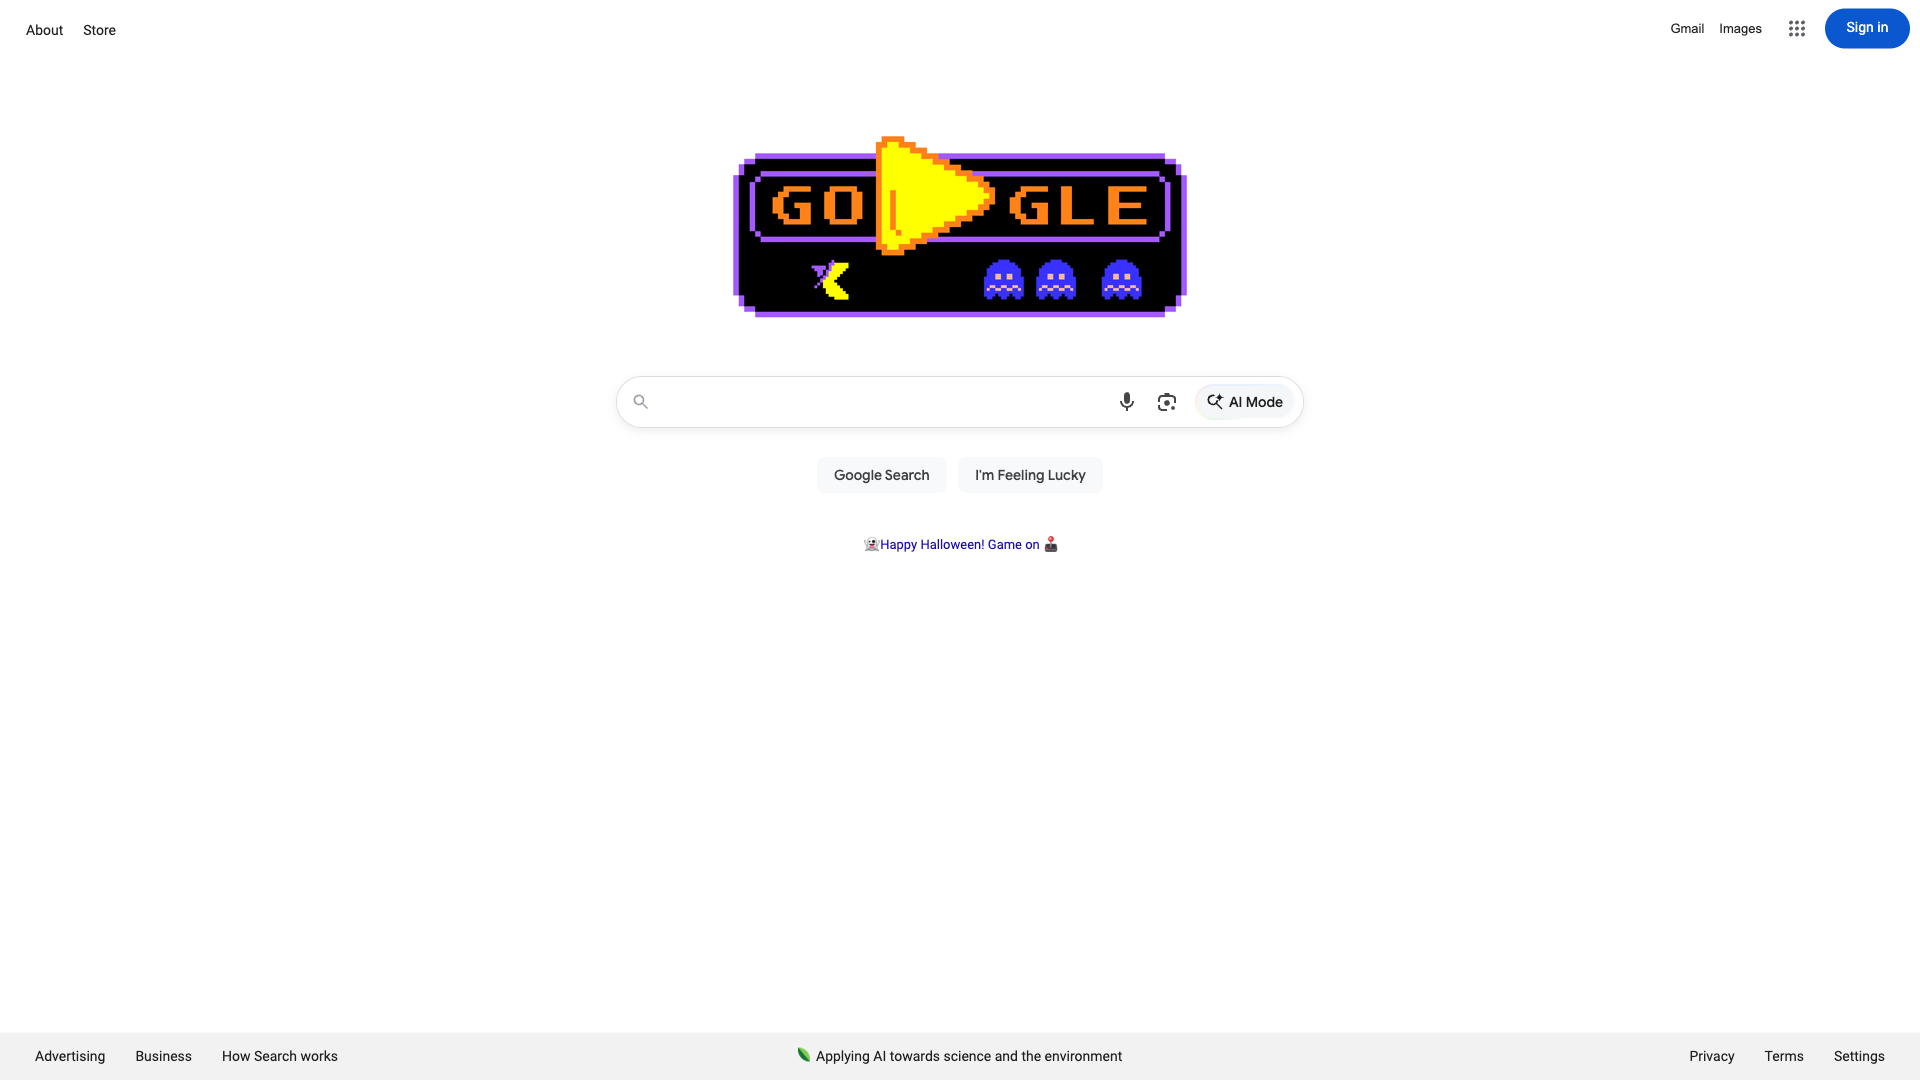 About Store
Gmail Images Sign in
GO GLE
AI Mode
Google Search I'm Feeling Lucky
👻Happy Halloween! Game on 🕹️
Advertising Business How Search works
Applying AI towards science and the environment
Privacy Terms Settings